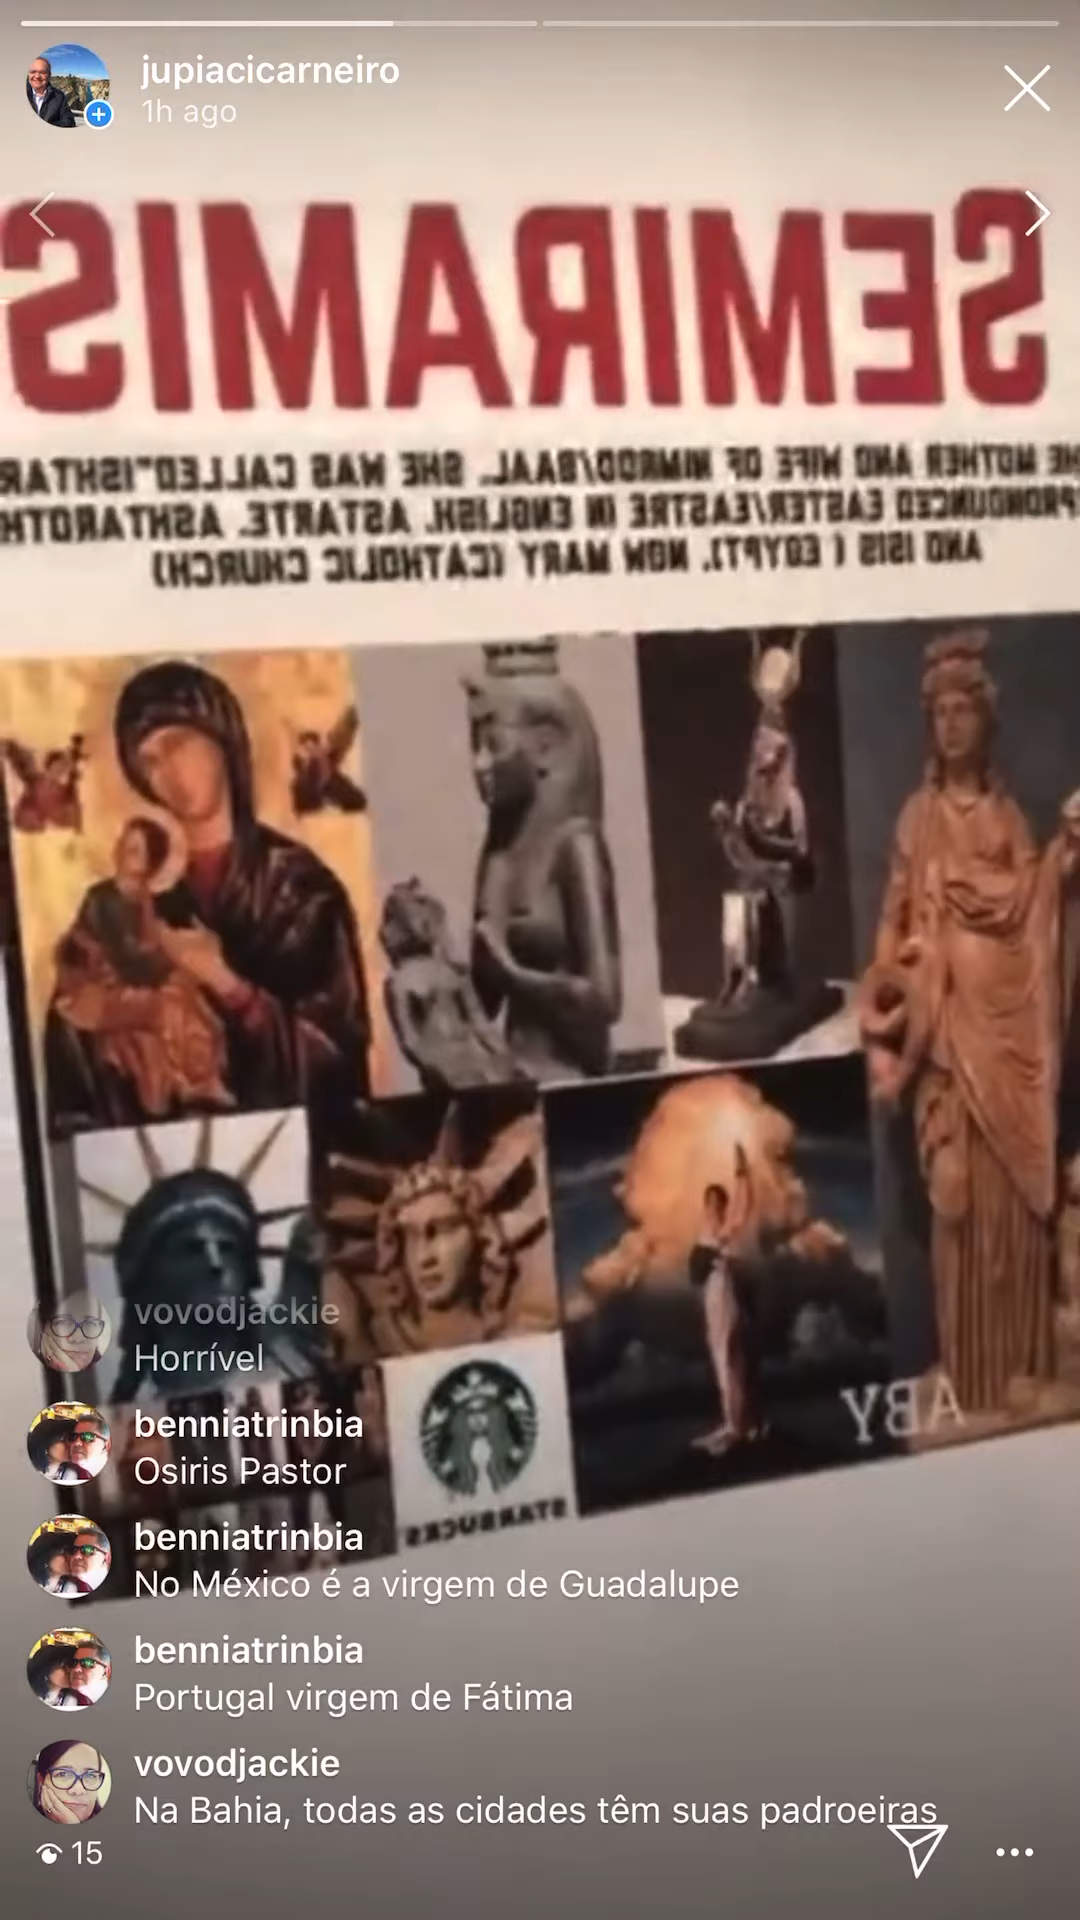 jupiacicarneiro
1h ago
SEMIRAMIS
THE MOTHER AND WIFE OF NIMROD/BAAL. SHE WAS CALLED "ISHTAR
PRONOUNCED EASTER/EASTRE IN ENGLISH. ASTARTE. ASHTAROTH
AND ISIS ( EGYPT). NOW MARY (CATHOLIC CHURCH)
vovodjackie
Horrível
benniatrinbia
Osiris Pastor
ABY
STARBUCKS
benniatrinbia
No México é a virgem de Guadalupe
benniatrinbia
Portugal virgem de Fátima
vovodjackie
Na Bahia, todas as cidades têm suas padroeiras
15